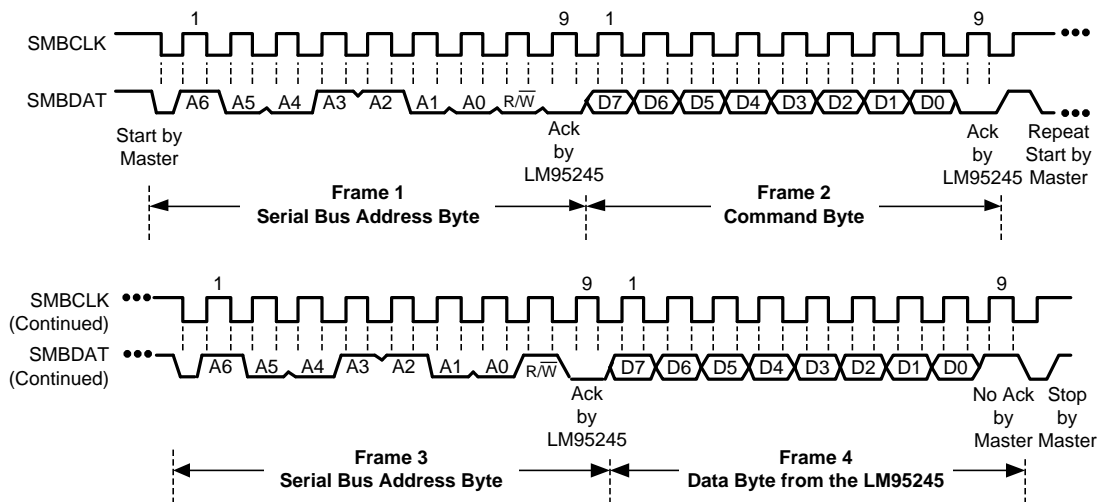 1 9 1 9
SMBCLK
SMBDAT A6 A5 A4 A3 A2 A1 A0 R/W̅ D7 D6 D5 D4 D3 D2 D1 D0
Start by
Master
Ack
by
LM95245
Ack
by
LM95245
Repeat
Start by
Master
Frame 1
Serial Bus Address Byte
Frame 2
Command Byte
1 9 1 9
SMBCLK
(Continued)
SMBDAT
(Continued)
A6 A5 A4 A3 A2 A1 A0 R/W̅ D7 D6 D5 D4 D3 D2 D1 D0
Ack
by
LM95245
No Ack
by
Master
Stop
by
Master
Frame 3
Serial Bus Address Byte
Frame 4
Data Byte from the LM95245